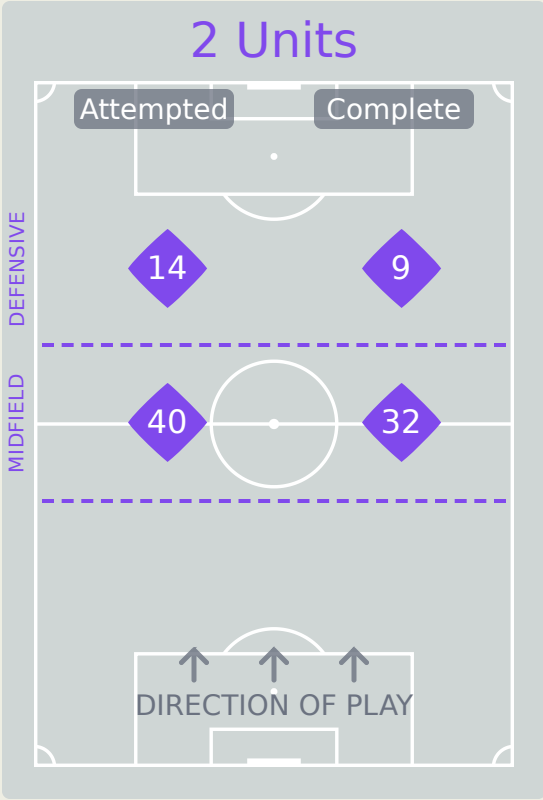 2 Units
Attempted
Complete
DEFENSIVE
14
9
MIDFIELD
40
32
DIRECTION OF PLAY